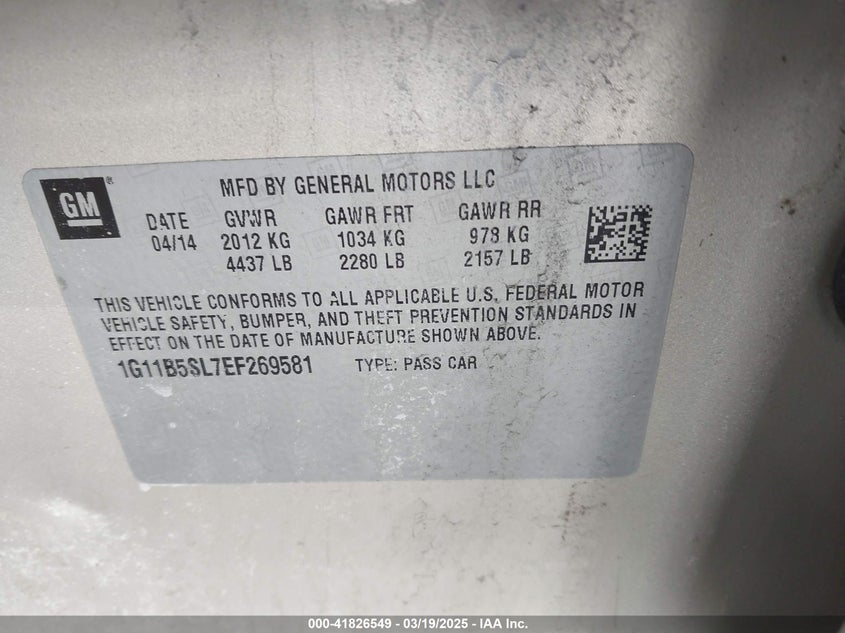 GM
MFD BY GENERAL MOTORS LLC
DATE GVWR GAWR FRT GAWR RR
04/14 2012 KG 1034 KG 978 KG
4437 LB 2280 LB 2157 LB
THIS VEHICLE CONFORMS TO ALL APPLICABLE U.S. FEDERAL MOTOR
VEHICLE SAFETY, BUMPER, AND THEFT PREVENTION STANDARDS IN
EFFECT ON THE DATE OF MANUFACTURE SHOWN ABOVE.
1G11B5SL7EF269581 TYPE: PASS CAR
000-41826549 - 03/19/2025 - IAA Inc.